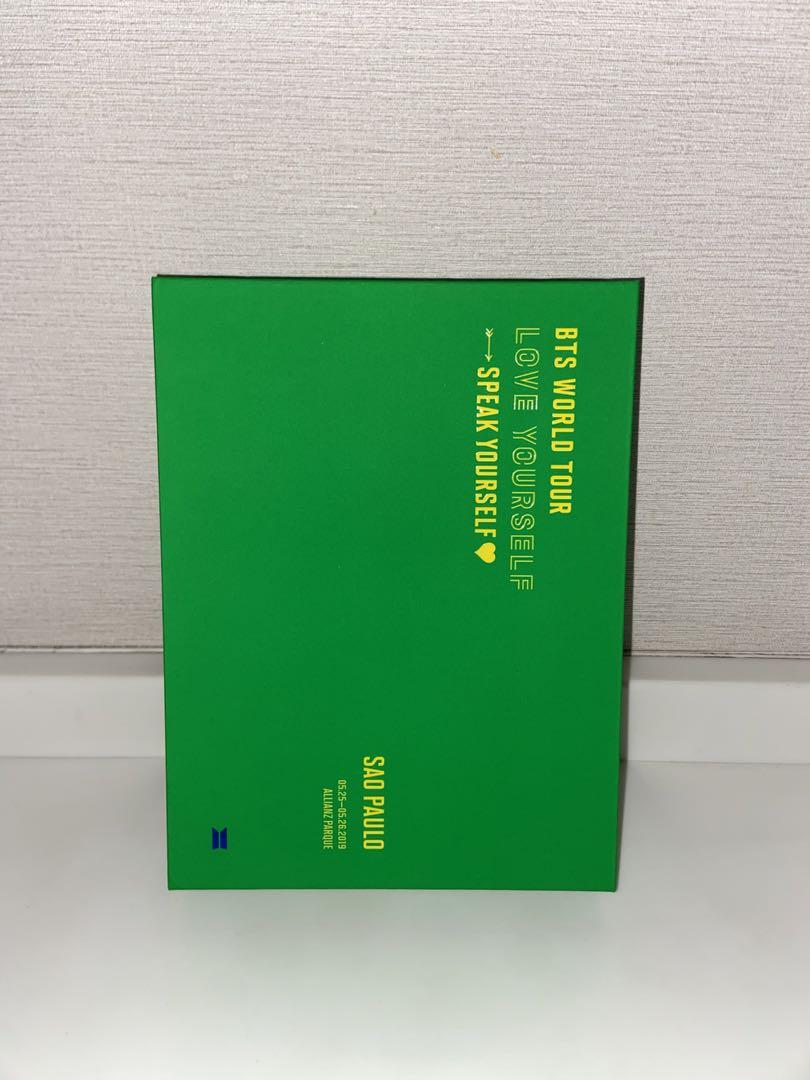 BTS WORLD TOUR
LOVE YOURSELF
SPEAK YOURSELF
SAO PAULO
05.25—05.26.2019
ALLIANZ PARQUE